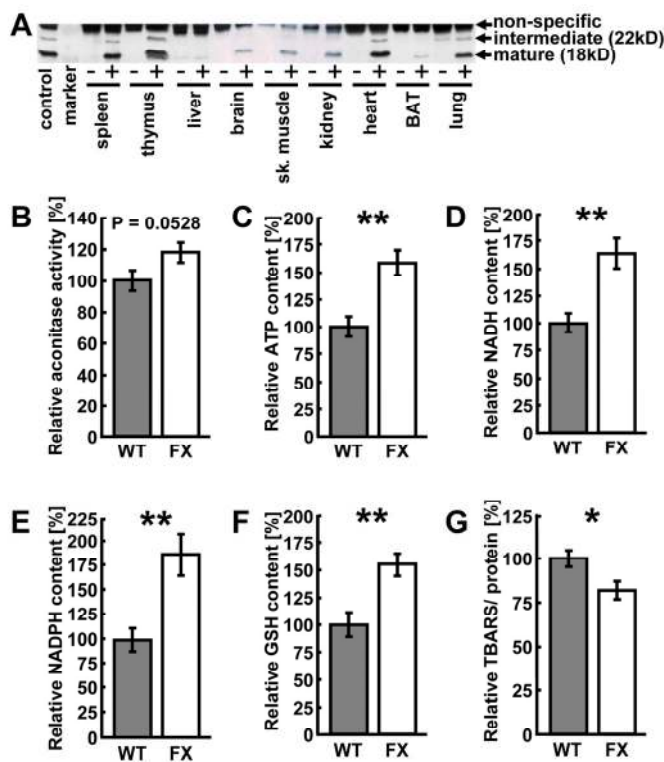 A
non-specific
intermediate (22kD)
mature (18kD)
- + - + - + - + - + - + - + - + - +
control
marker
spleen
thymus
liver
brain
sk. muscle
kidney
heart
BAT
lung
B
Relative aconitase activity [%]
P = 0.0528
140
120
100
80
60
40
20
0
WT FX
C
Relative ATP content [%]
**
200
175
150
125
100
75
50
25
0
WT FX
D
Relative NADH content [%]
**
200
175
150
125
100
75
50
25
0
WT FX
E
Relative NADPH content [%]
**
225
200
175
150
125
100
75
50
25
0
WT FX
F
Relative GSH content [%]
**
200
175
150
125
100
75
50
25
0
WT FX
G
Relative TBARS/ protein [%]
*
125
100
75
50
25
0
WT FX